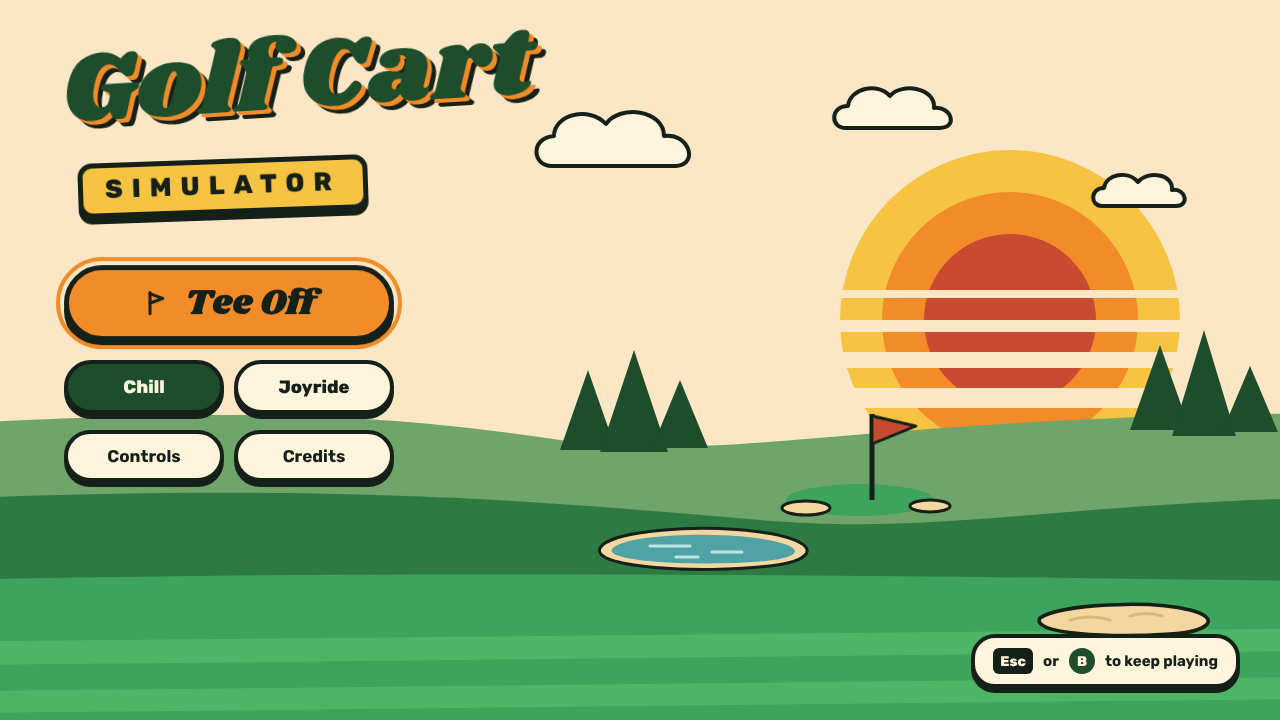 Golf Cart
SIMULATOR
Tee Off
Chill
Joyride
Controls
Credits
Esc or B to keep playing